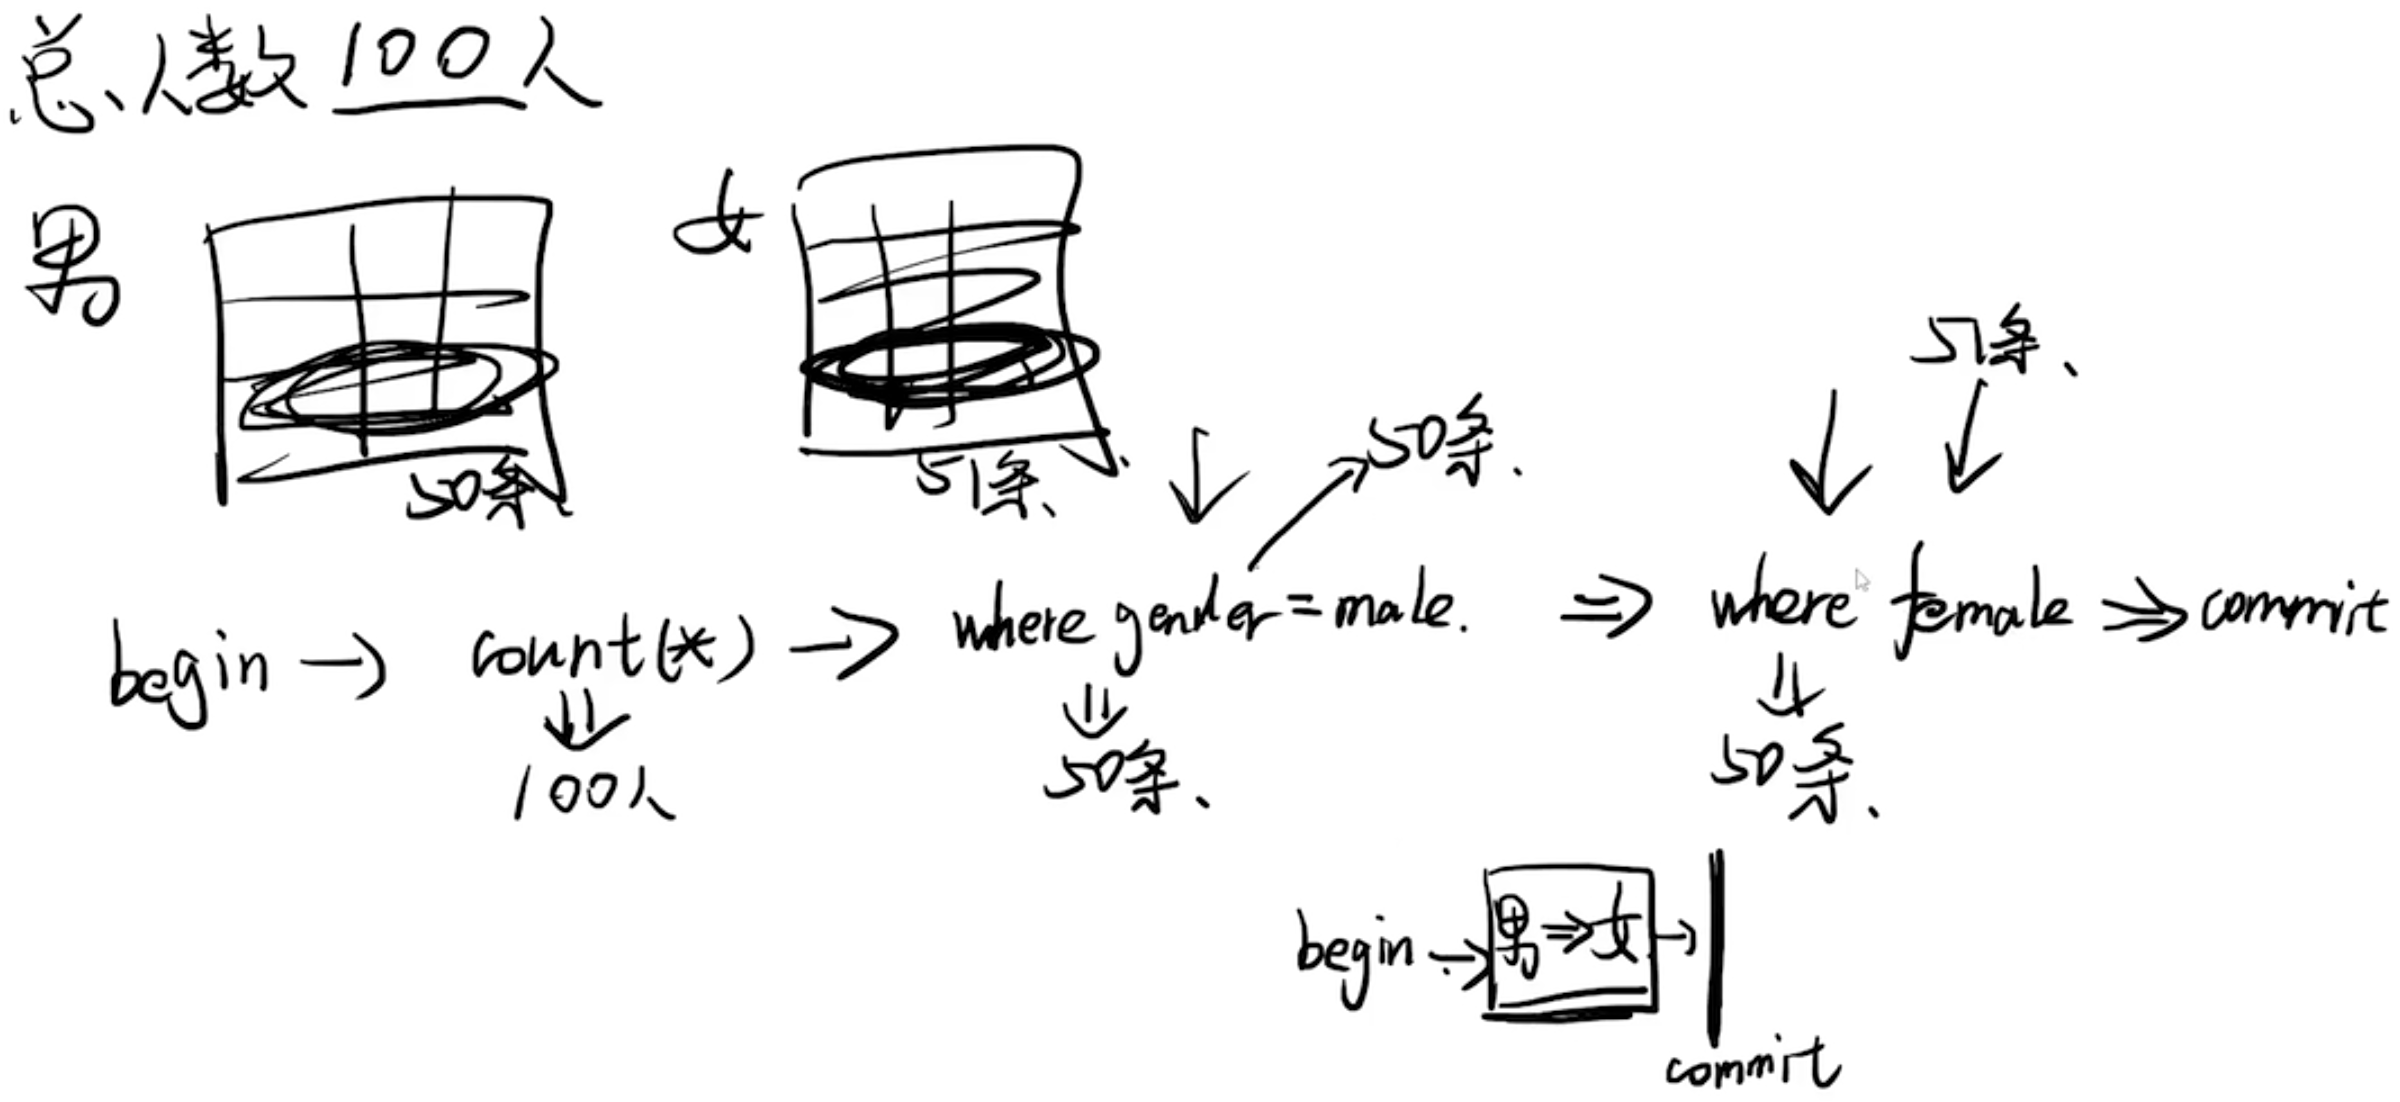 总人数 100人
男
女
50条
51条、
50条、
51条、
begin → count(*) → where gender = male. ⇒ where female ⇒ commit
100人
50条、
50条、
begin → 男 ⇒ 女 →
commit